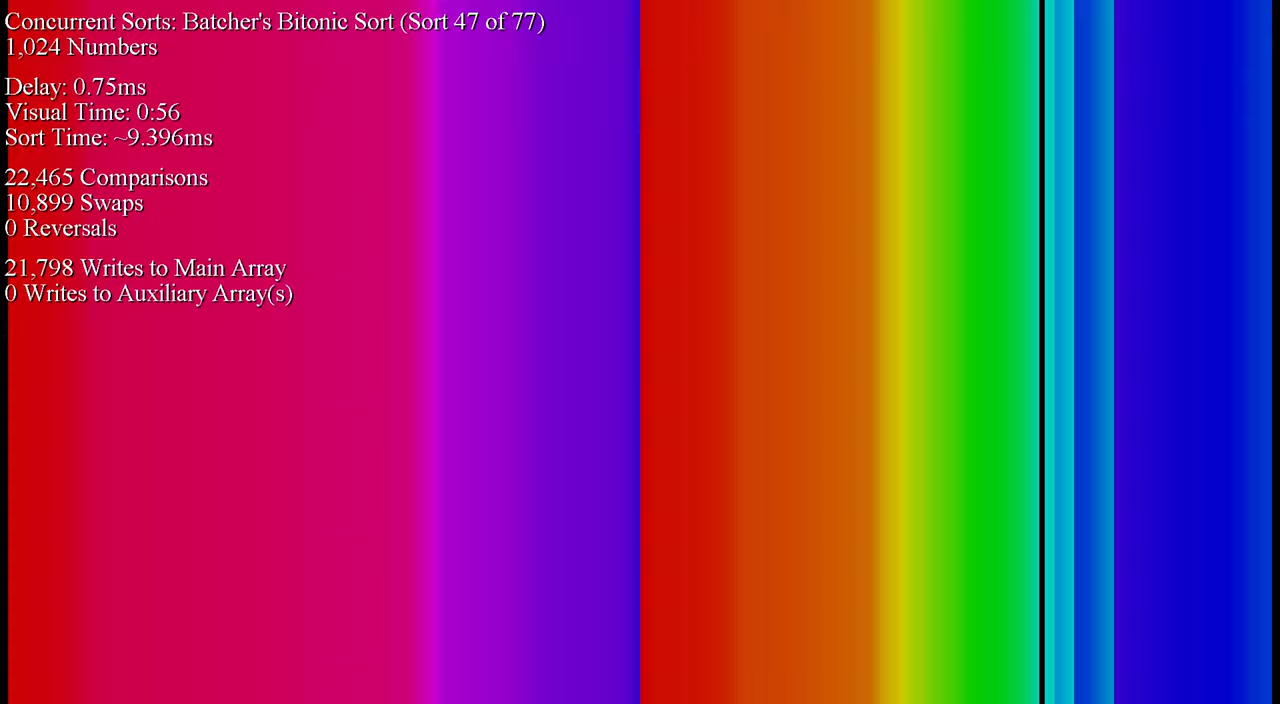 Concurrent Sorts: Batcher's Bitonic Sort (Sort 47 of 77)
1,024 Numbers
Delay: 0.75ms
Visual Time: 0:56
Sort Time: ~9.396ms
22,465 Comparisons
10,899 Swaps
0 Reversals
21,798 Writes to Main Array
0 Writes to Auxiliary Array(s)